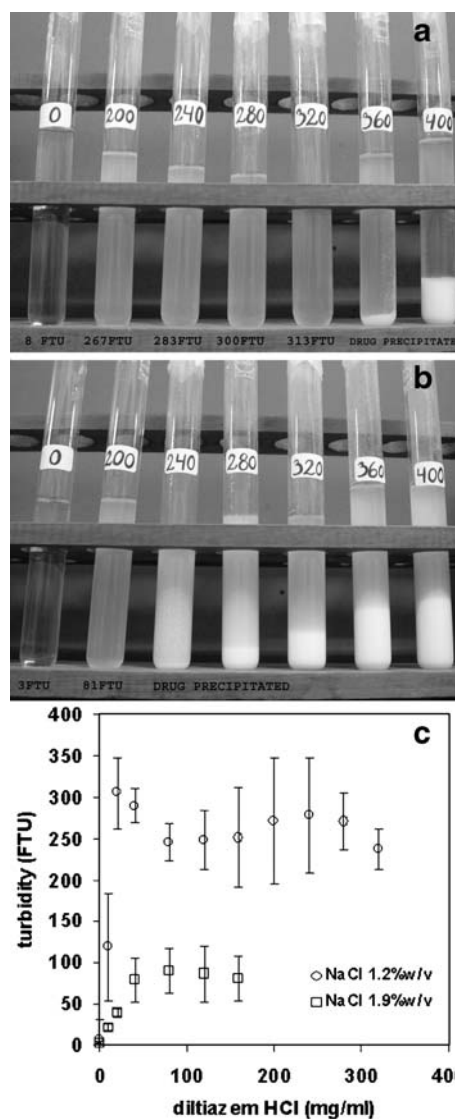 a
0 200 240 280 320 360 400
8 FTU 267FTU 283FTU 300FTU 313FTU DRUG PRECIPITATE
b
0 200 240 280 320 360 400
3FTU 81FTU DRUG PRECIPITATED
c
400
350
300
250
200
150
100
50
0
turbidity (FTU)
NaCl 1.2%w/v
NaCl 1.9%w/v
0 100 200 300 400
diltiazem HCl (mg/ml)